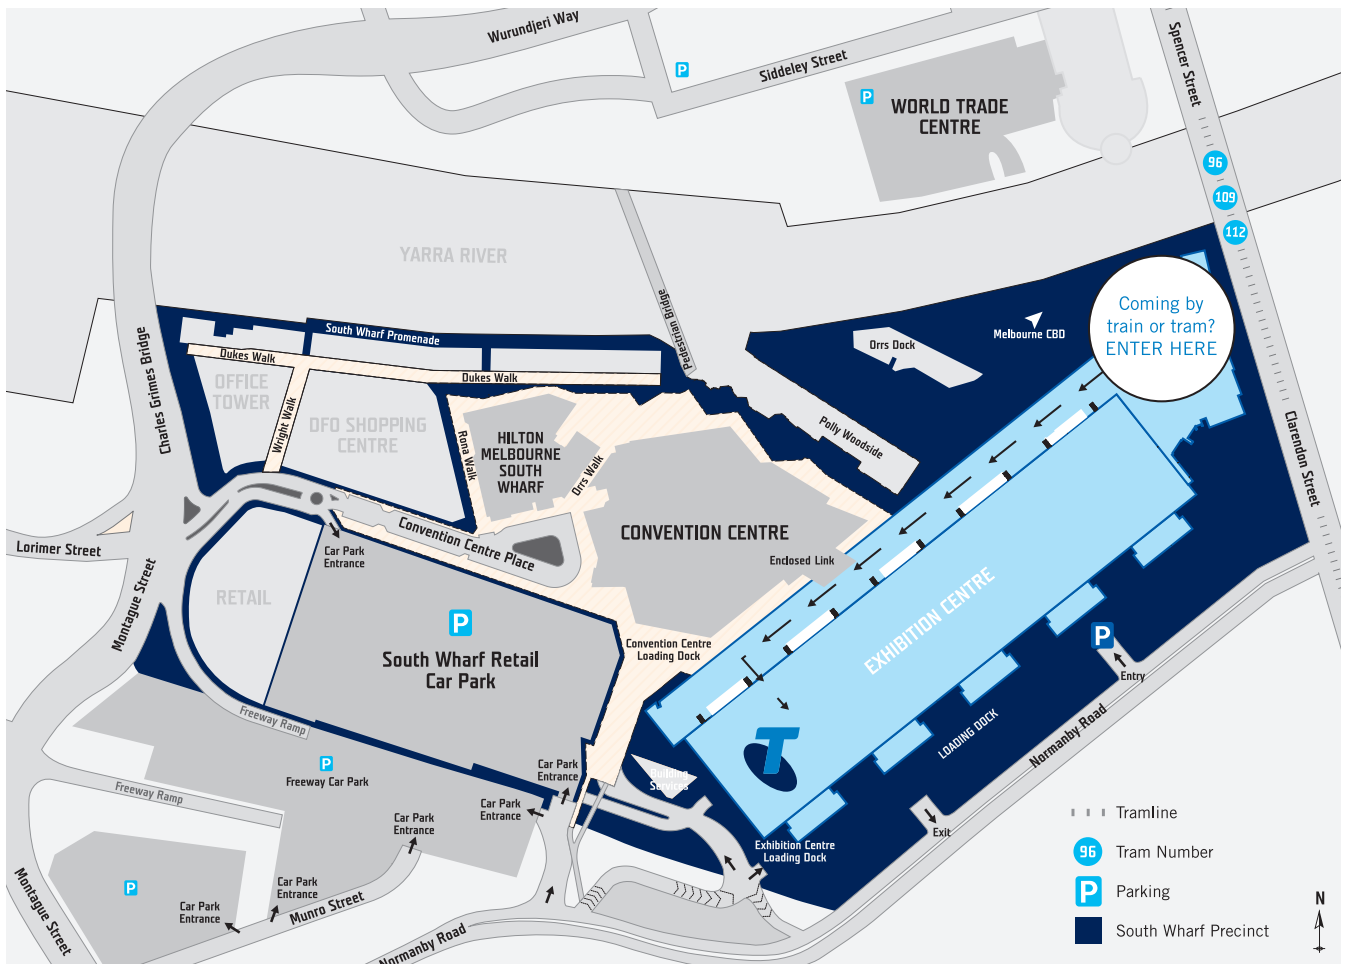 Wurundjeri Way
Spencer Street
P
Siddeley Street
P
WORLD TRADE
CENTRE
96
109
112
YARRA RIVER
Coming by
train or tram?
ENTER HERE
Pedestrian Bridge
Melbourne CBD
South Wharf Promenade
Orrs Dock
Charles Grimes Bridge
Dukes Walk
Dukes Walk
OFFICE
TOWER
Wright Walk
DFO SHOPPING
CENTRE
Rona Walk
HILTON
MELBOURNE
SOUTH
WHARF
Orrs Walk
Polly Woodside
Clarendon Street
Convention Centre Place
CONVENTION CENTRE
Enclosed Link
Lorimer Street
Car Park
Entrance
Montague Street
RETAIL
EXHIBITION CENTRE
P
South Wharf Retail
Car Park
Convention Centre
Loading Dock
P
Entry
Freeway Ramp
LOADING DOCK
Normanby Road
T
P
Freeway Car Park
Car Park
Entrance
Building
Services
Freeway Ramp
Car Park
Entrance
Car Park
Entrance
Exit
Exhibition Centre
Loading Dock
P
Car Park
Entrance
Car Park
Entrance
Munro Street
Montague Street
Normanby Road
Tramline
96 Tram Number
P Parking
South Wharf Precinct
N